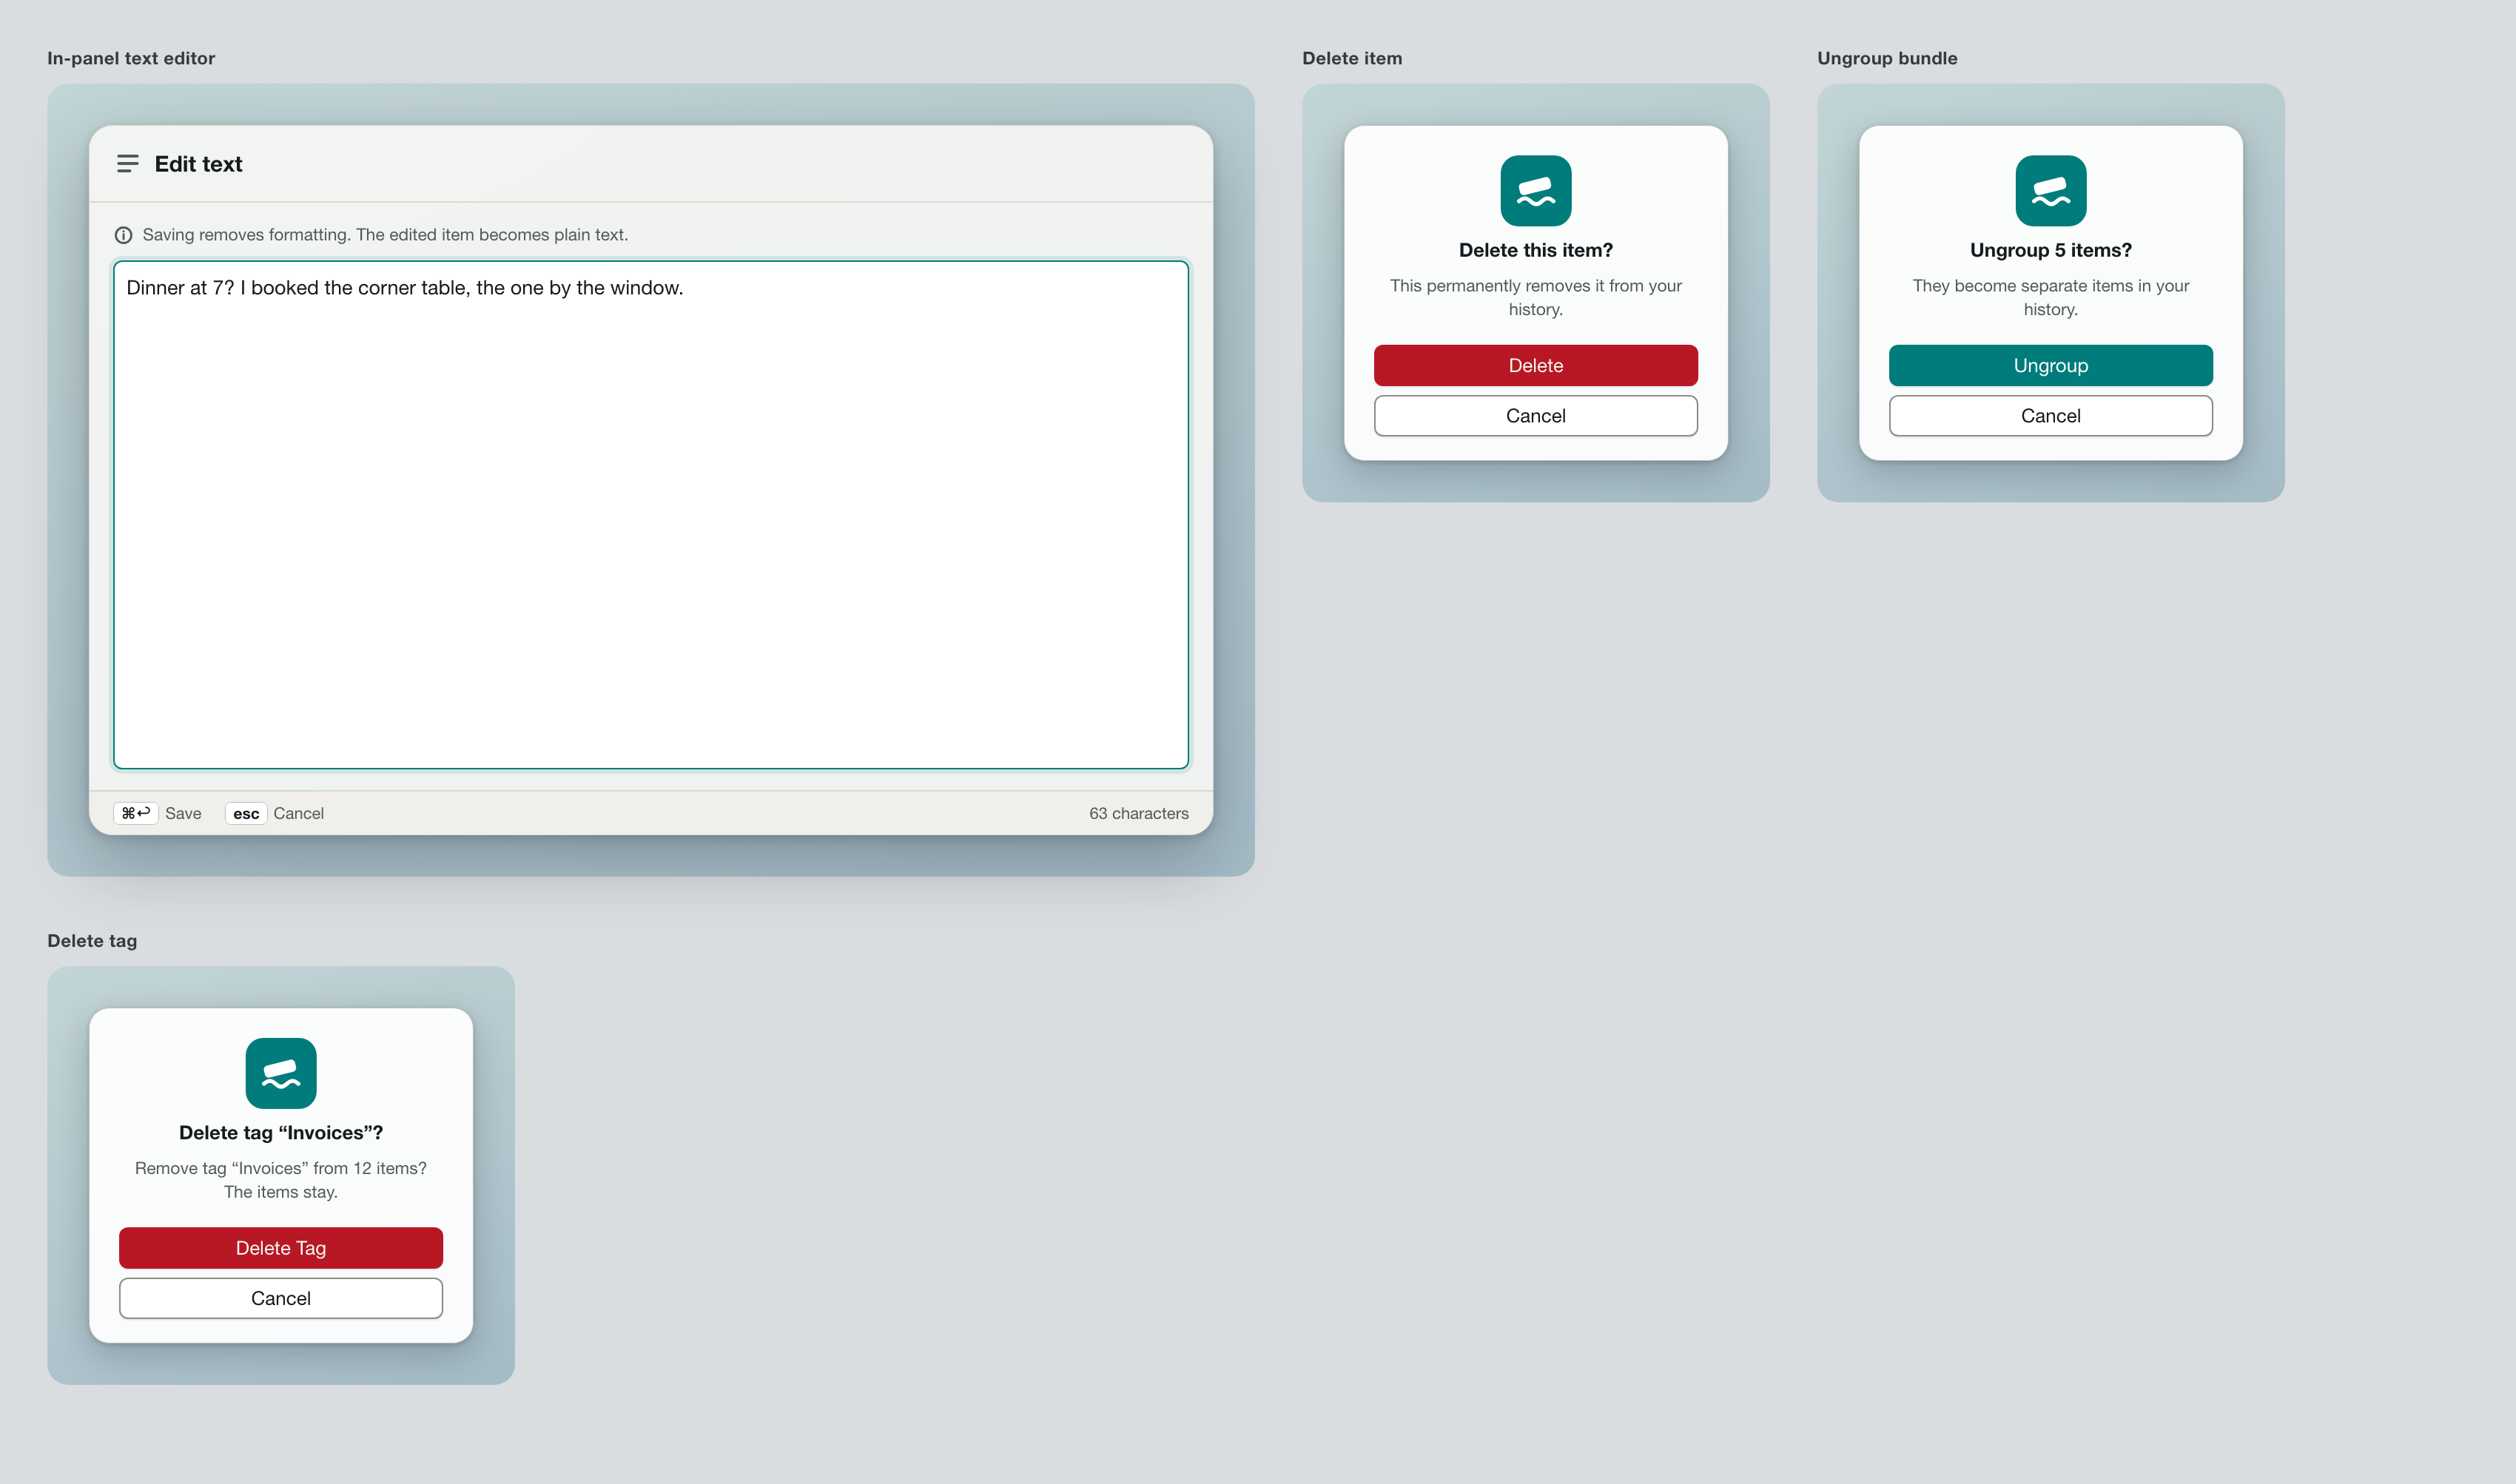 In-panel text editor
Edit text
Saving removes formatting. The edited item becomes plain text.
Dinner at 7? I booked the corner table, the one by the window.
⌘↩ Save esc Cancel 63 characters
Delete item
Delete this item?
This permanently removes it from your
history.
Delete
Cancel
Ungroup bundle
Ungroup 5 items?
They become separate items in your
history.
Ungroup
Cancel
Delete tag
Delete tag “Invoices”?
Remove tag “Invoices” from 12 items?
The items stay.
Delete Tag
Cancel